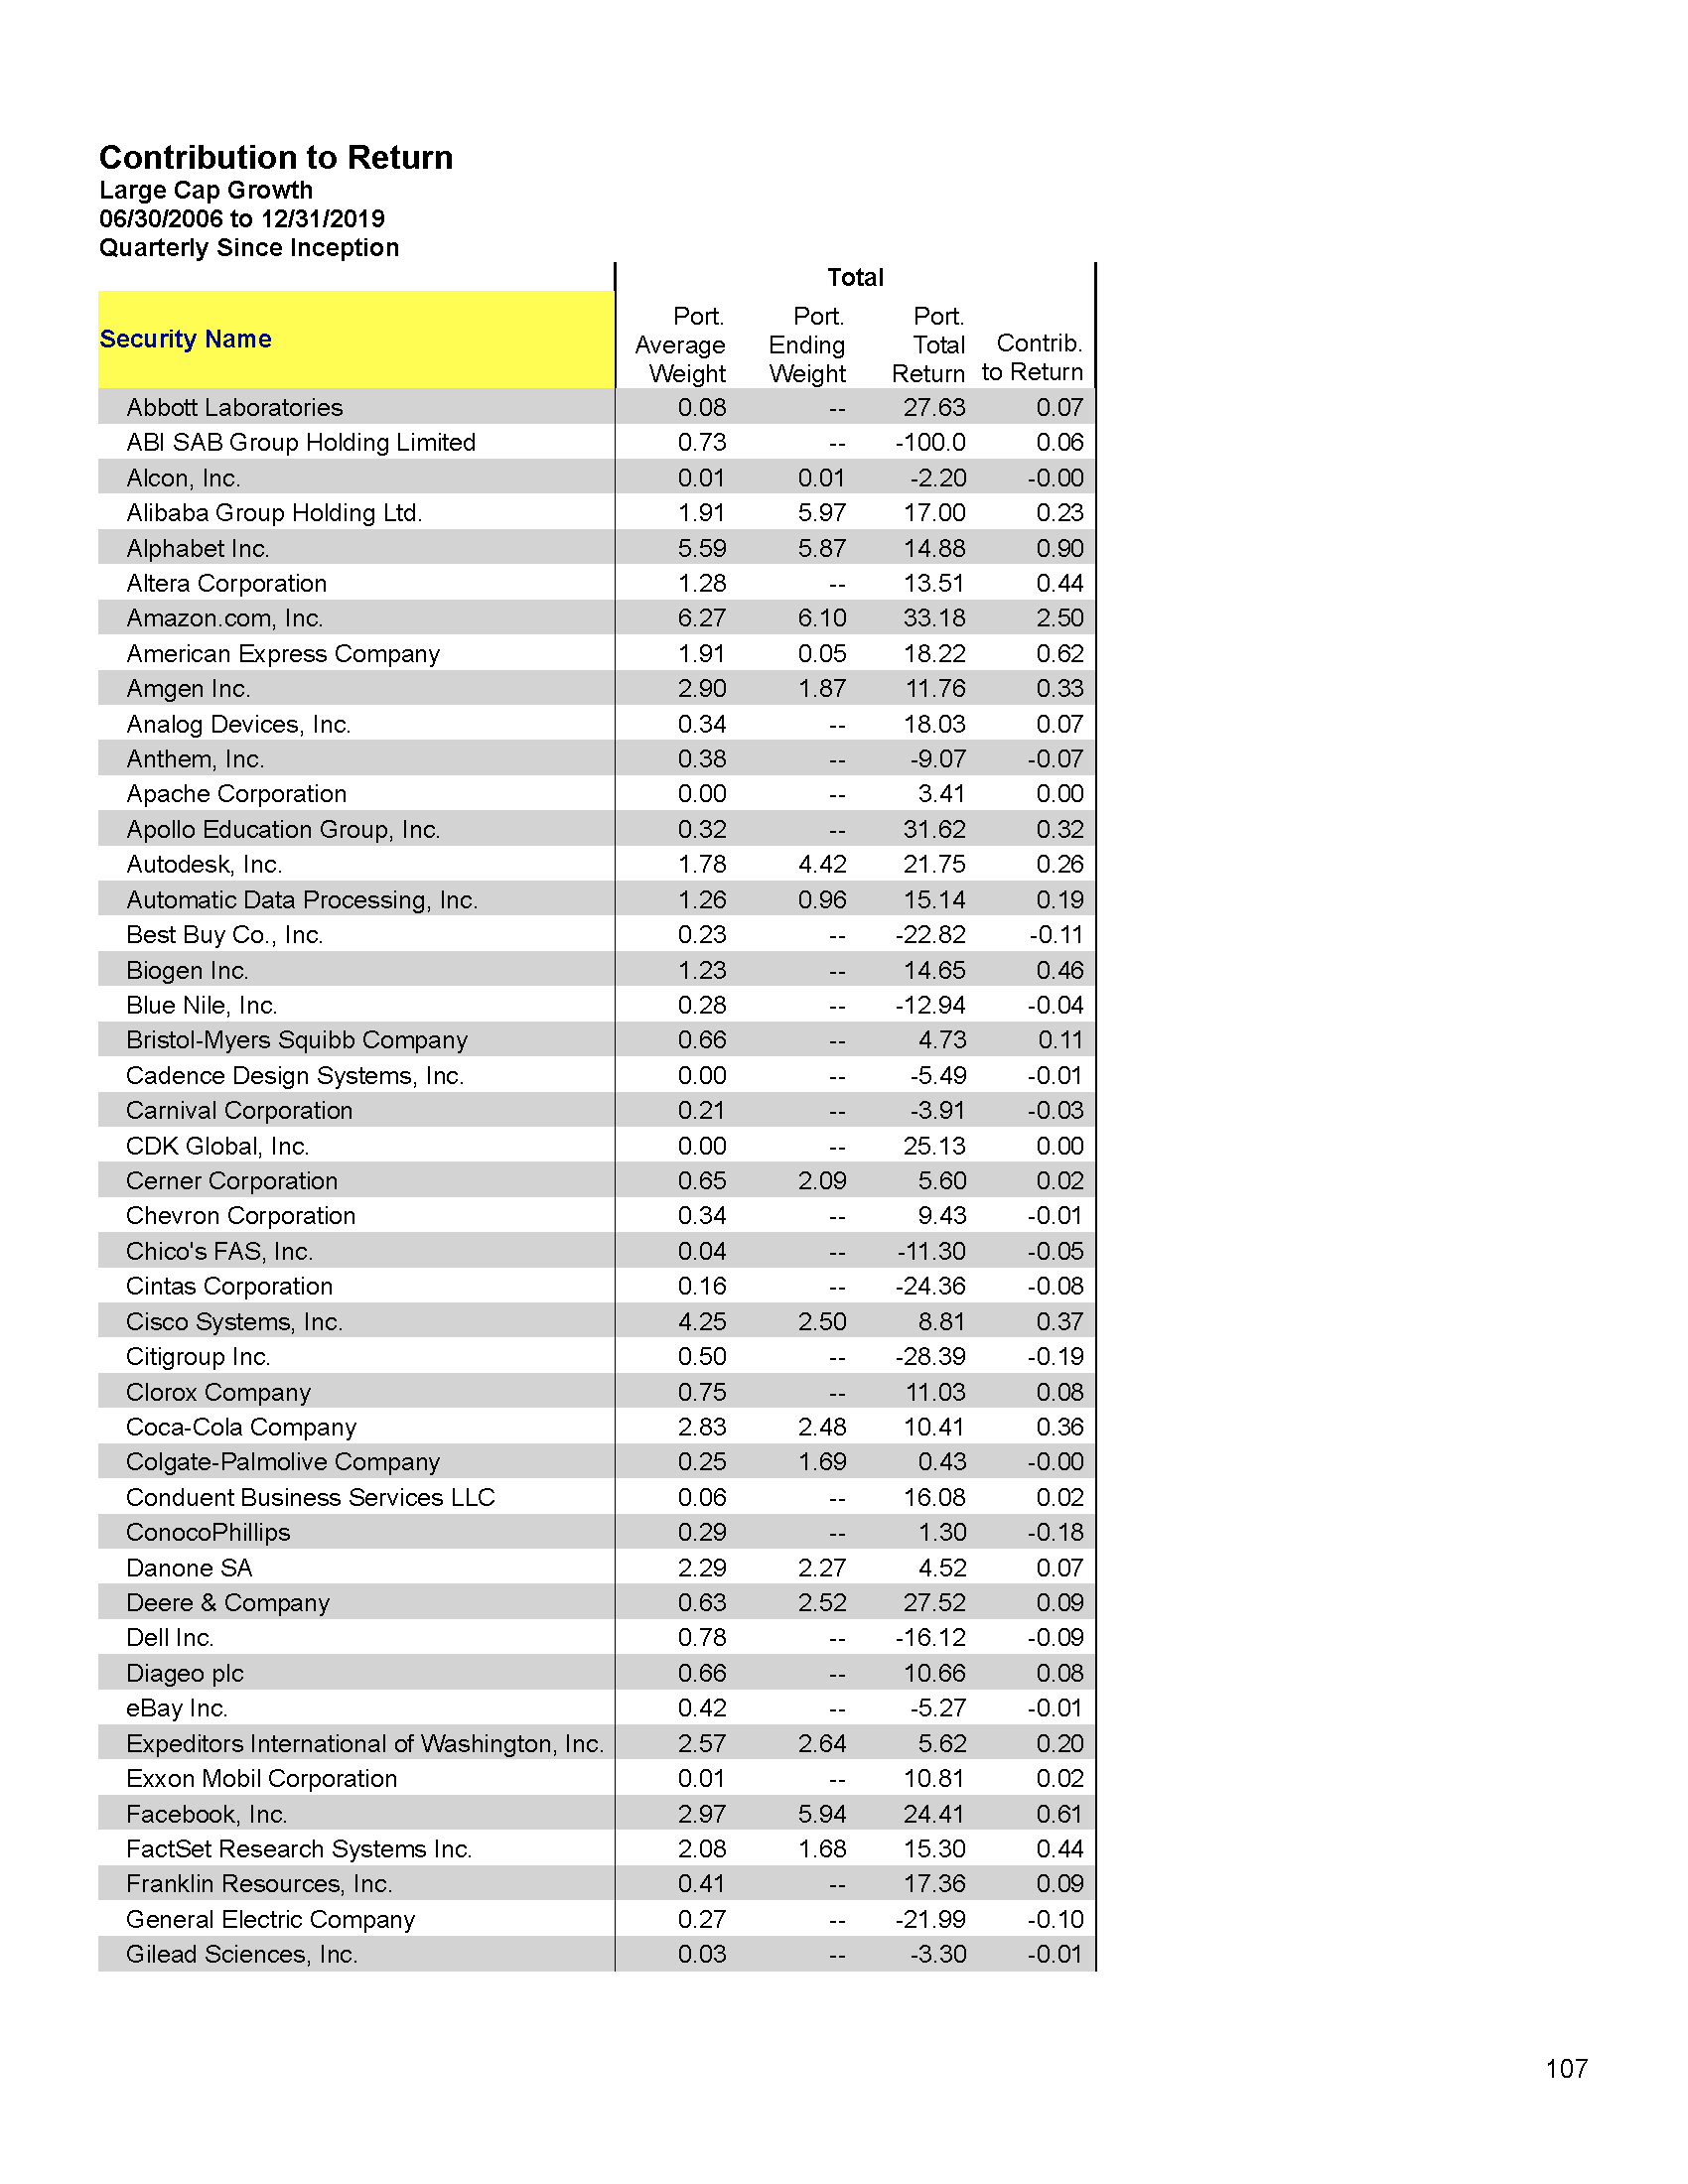 Contribution to Return
Large Cap Growth
06/30/2006 to 12/31/2019
Quarterly Since Inception
Total
Security Name Port. Average Weight Port. Ending Weight Port. Total Return Contrib. to Return
Abbott Laboratories 0.08 -- 27.63 0.07
ABI SAB Group Holding Limited 0.73 -- -100.0 0.06
Alcon, Inc. 0.01 0.01 -2.20 -0.00
Alibaba Group Holding Ltd. 1.91 5.97 17.00 0.23
Alphabet Inc. 5.59 5.87 14.88 0.90
Altera Corporation 1.28 -- 13.51 0.44
Amazon.com, Inc. 6.27 6.10 33.18 2.50
American Express Company 1.91 0.05 18.22 0.62
Amgen Inc. 2.90 1.87 11.76 0.33
Analog Devices, Inc. 0.34 -- 18.03 0.07
Anthem, Inc. 0.38 -- -9.07 -0.07
Apache Corporation 0.00 -- 3.41 0.00
Apollo Education Group, Inc. 0.32 -- 31.62 0.32
Autodesk, Inc. 1.78 4.42 21.75 0.26
Automatic Data Processing, Inc. 1.26 0.96 15.14 0.19
Best Buy Co., Inc. 0.23 -- -22.82 -0.11
Biogen Inc. 1.23 -- 14.65 0.46
Blue Nile, Inc. 0.28 -- -12.94 -0.04
Bristol-Myers Squibb Company 0.66 -- 4.73 0.11
Cadence Design Systems, Inc. 0.00 -- -5.49 -0.01
Carnival Corporation 0.21 -- -3.91 -0.03
CDK Global, Inc. 0.00 -- 25.13 0.00
Cerner Corporation 0.65 2.09 5.60 0.02
Chevron Corporation 0.34 -- 9.43 -0.01
Chico's FAS, Inc. 0.04 -- -11.30 -0.05
Cintas Corporation 0.16 -- -24.36 -0.08
Cisco Systems, Inc. 4.25 2.50 8.81 0.37
Citigroup Inc. 0.50 -- -28.39 -0.19
Clorox Company 0.75 -- 11.03 0.08
Coca-Cola Company 2.83 2.48 10.41 0.36
Colgate-Palmolive Company 0.25 1.69 0.43 -0.00
Conduent Business Services LLC 0.06 -- 16.08 0.02
ConocoPhillips 0.29 -- 1.30 -0.18
Danone SA 2.29 2.27 4.52 0.07
Deere & Company 0.63 2.52 27.52 0.09
Dell Inc. 0.78 -- -16.12 -0.09
Diageo plc 0.66 -- 10.66 0.08
eBay Inc. 0.42 -- -5.27 -0.01
Expeditors International of Washington, Inc. 2.57 2.64 5.62 0.20
Exxon Mobil Corporation 0.01 -- 10.81 0.02
Facebook, Inc. 2.97 5.94 24.41 0.61
FactSet Research Systems Inc. 2.08 1.68 15.30 0.44
Franklin Resources, Inc. 0.41 -- 17.36 0.09
General Electric Company 0.27 -- -21.99 -0.10
Gilead Sciences, Inc. 0.03 -- -3.30 -0.01
107